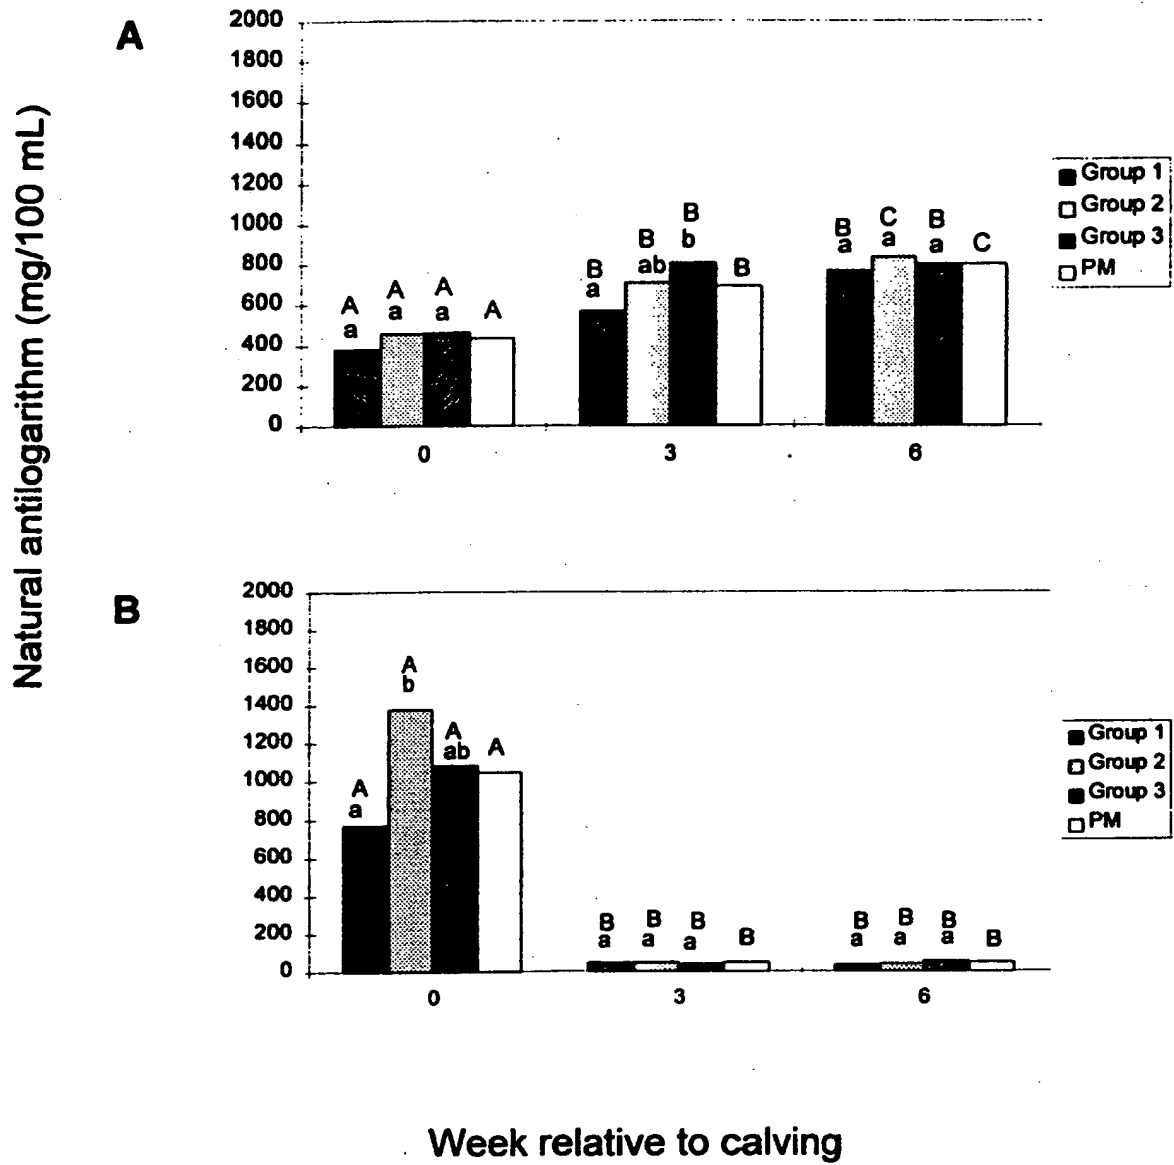 A
Natural antilogarithm (mg/100 mL)
2000
1800
1600
1400
1200
1000
800
600
400
200
0
A
a
A
a
A
a
A
B
a
B
ab
B
b
B
B
a
C
a
B
a
C
0
3
6
Group 1
Group 2
Group 3
PM
B
2000
1800
1600
1400
1200
1000
800
600
400
200
0
A
a
A
b
A
ab
A
B
a
B
a
B
a
B
B
a
B
a
B
a
B
0
3
6
Group 1
Group 2
Group 3
PM
Week relative to calving